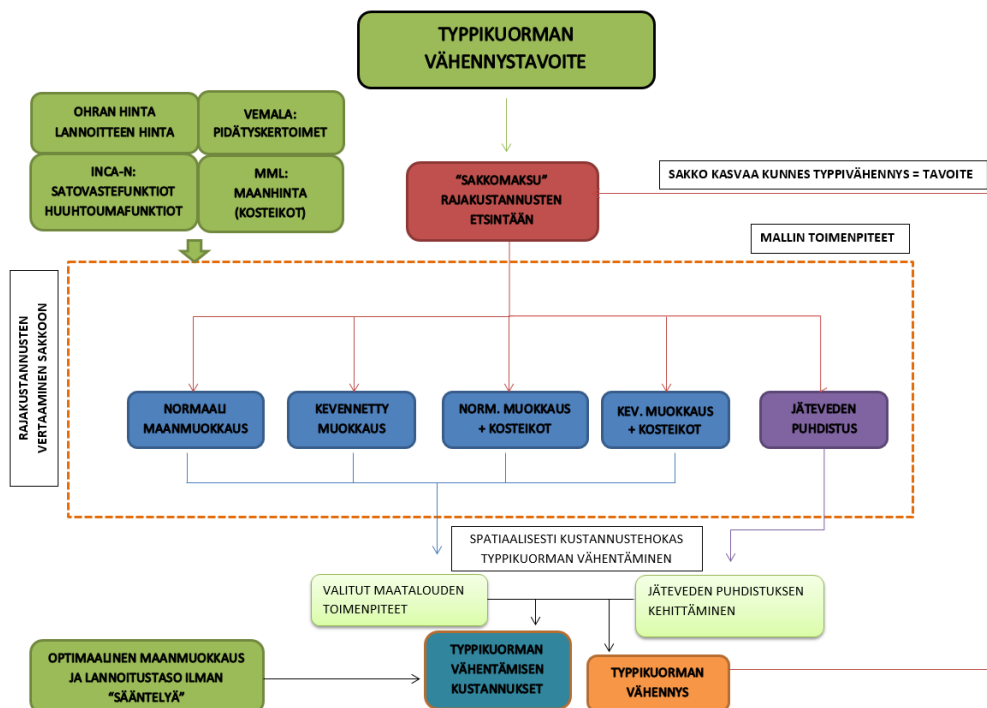 TYPPIKUORMAN
VÄHENNYSTAVOITE
OHRAN HINTA
LANNOITTEEN HINTA
VEMALA:
PIDÄTYSKERTOIMET
INCA-N:
SATOVASTEFUNKTIOT
HUUHTOUMAFUNKTIOT
MML:
MAANHINTA
(KOSTEIKOT)
"SAKKOMAKSU"
RAJAKUSTANNUSTEN
ETSINTÄÄN
SAKKO KASVAA KUNNES TYPPIVÄHENNYS = TAVOITE
MALLIN TOIMENPITEET
RAJAKUSTANNUSTEN
VERTAAMINEN SAKKOON
NORMAALI
MAANMUOKKAUS
KEVENNETTY
MUOKKAUS
NORM. MUOKKAUS
+ KOSTEIKOT
KEV. MUOKKAUS
+ KOSTEIKOT
JÄTEVEDEN
PUHDISTUS
SPATIAALISESTI KUSTANNUSTEHOKAS
TYPPIKUORMAN VÄHENTÄMINEN
VALITUT MAATALOUDEN
TOIMENPITEET
JÄTEVEDEN PUHDISTUKSEN
KEHITTÄMINEN
OPTIMAALINEN MAANMUOKKAUS
JA LANNOITUSTASO ILMAN
"SÄÄNTELYÄ"
TYPPIKUORMAN
VÄHENTÄMISEN
KUSTANNUKSET
TYPPIKUORMAN
VÄHENNYS